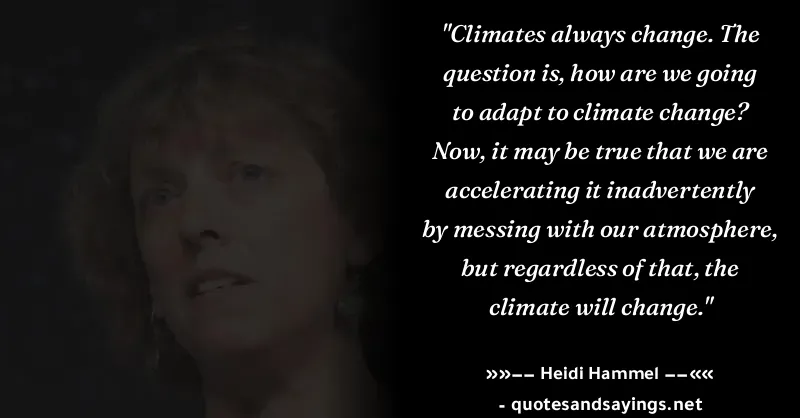 "Climates always change. The
question is, how are we going
to adapt to climate change?
Now, it may be true that we are
accelerating it inadvertently
by messing with our atmosphere,
but regardless of that, the
climate will change."
»»–– Heidi Hammel ––««
- quotesandsayings.net